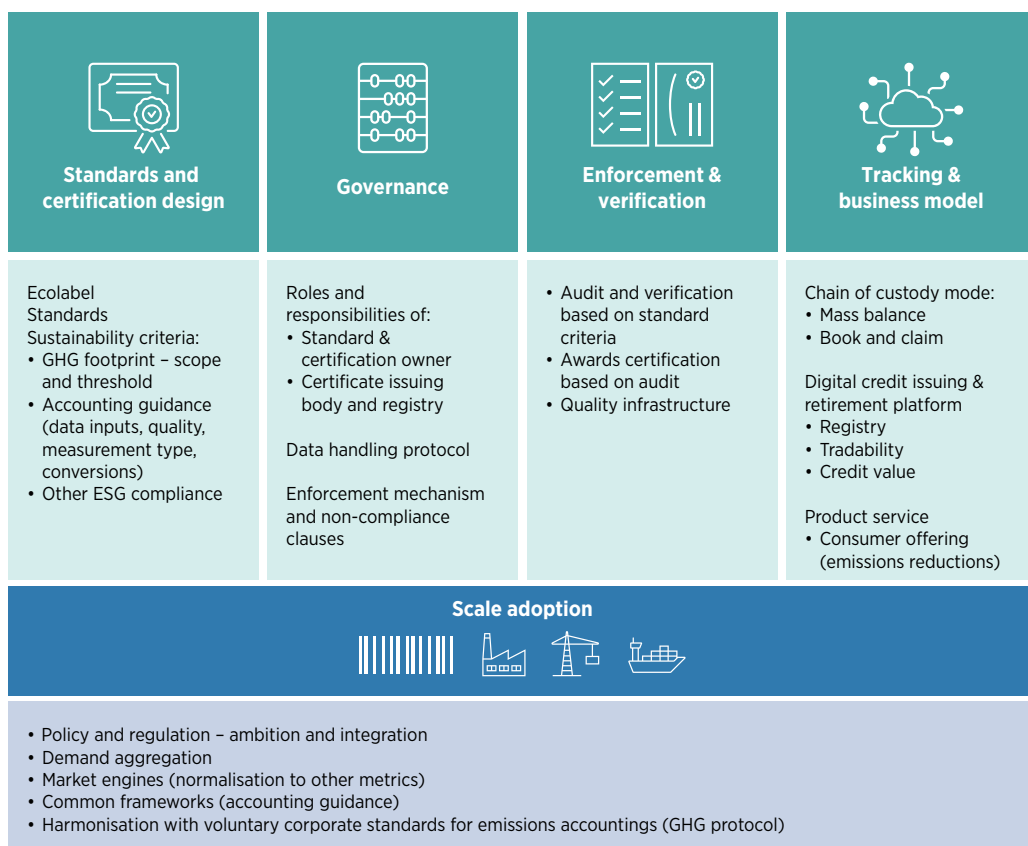 Standards and
certification design
Governance
Enforcement &
verification
Tracking &
business model
Ecolabel
Standards
Sustainability criteria:
• GHG footprint – scope
and threshold
• Accounting guidance
(data inputs, quality,
measurement type,
conversions)
• Other ESG compliance
Roles and
responsibilities of:
• Standard &
certification owner
• Certificate issuing
body and registry
Data handling protocol
Enforcement mechanism
and non-compliance
clauses
• Audit and verification
based on standard
criteria
• Awards certification
based on audit
• Quality infrastructure
Chain of custody mode:
• Mass balance
• Book and claim
Digital credit issuing &
retirement platform
• Registry
• Tradability
• Credit value
Product service
• Consumer offering
(emissions reductions)
Scale adoption
• Policy and regulation – ambition and integration
• Demand aggregation
• Market engines (normalisation to other metrics)
• Common frameworks (accounting guidance)
• Harmonisation with voluntary corporate standards for emissions accountings (GHG protocol)